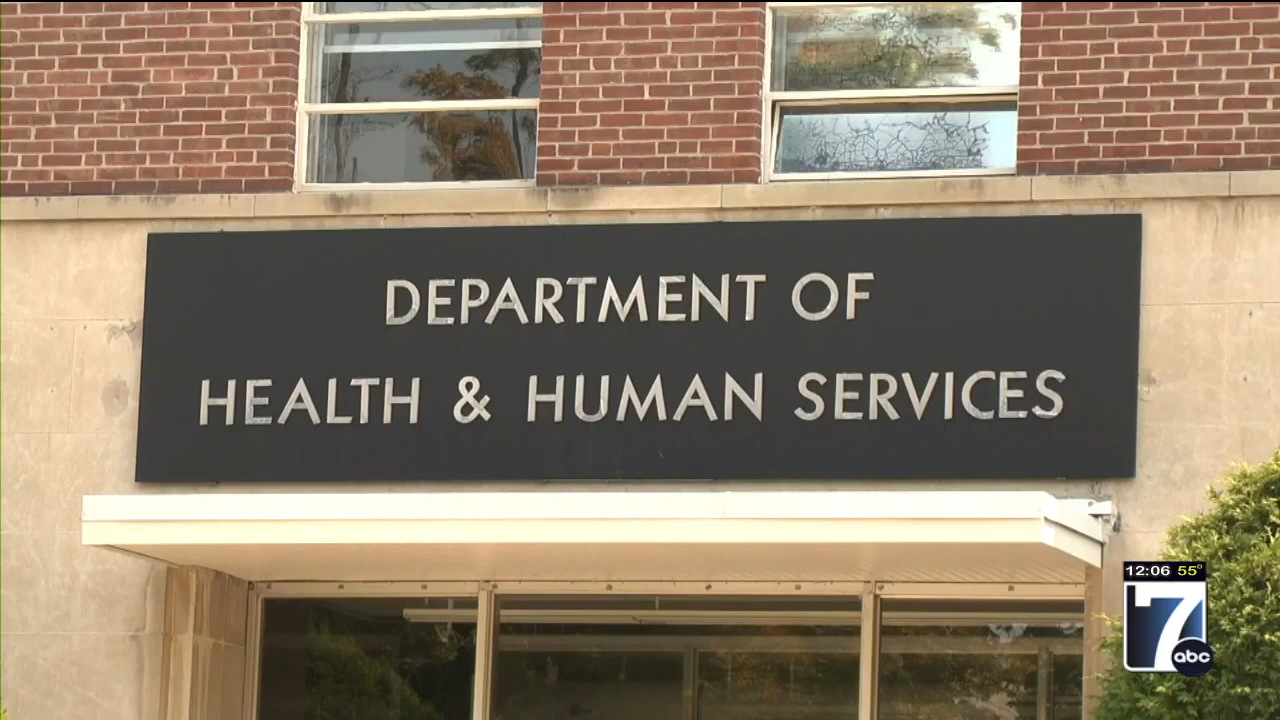 DEPARTMENT OF
HEALTH & HUMAN SERVICES
12:06 55°
7
abc